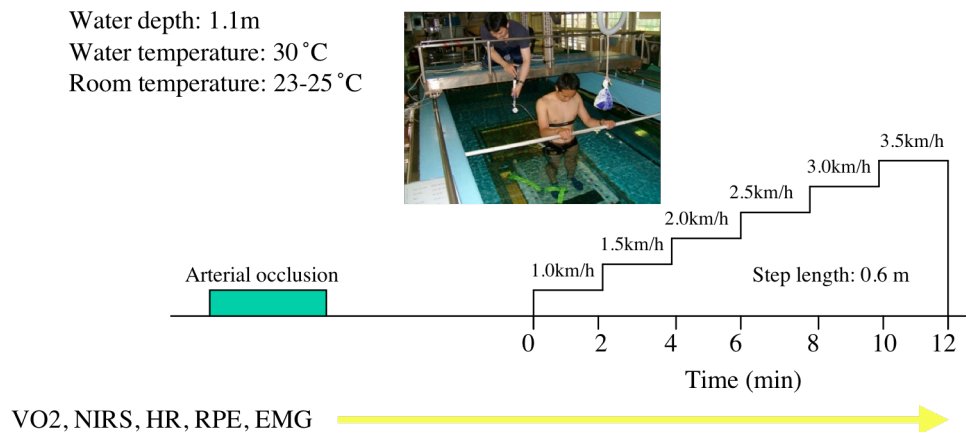 Water depth: 1.1m
Water temperature: 30˚C
Room temperature: 23-25˚C
3.5km/h
3.0km/h
2.5km/h
2.0km/h
1.5km/h
1.0km/h
Arterial occlusion
Step length: 0.6 m
0 2 4 6 8 10 12
Time (min)
VO2, NIRS, HR, RPE, EMG